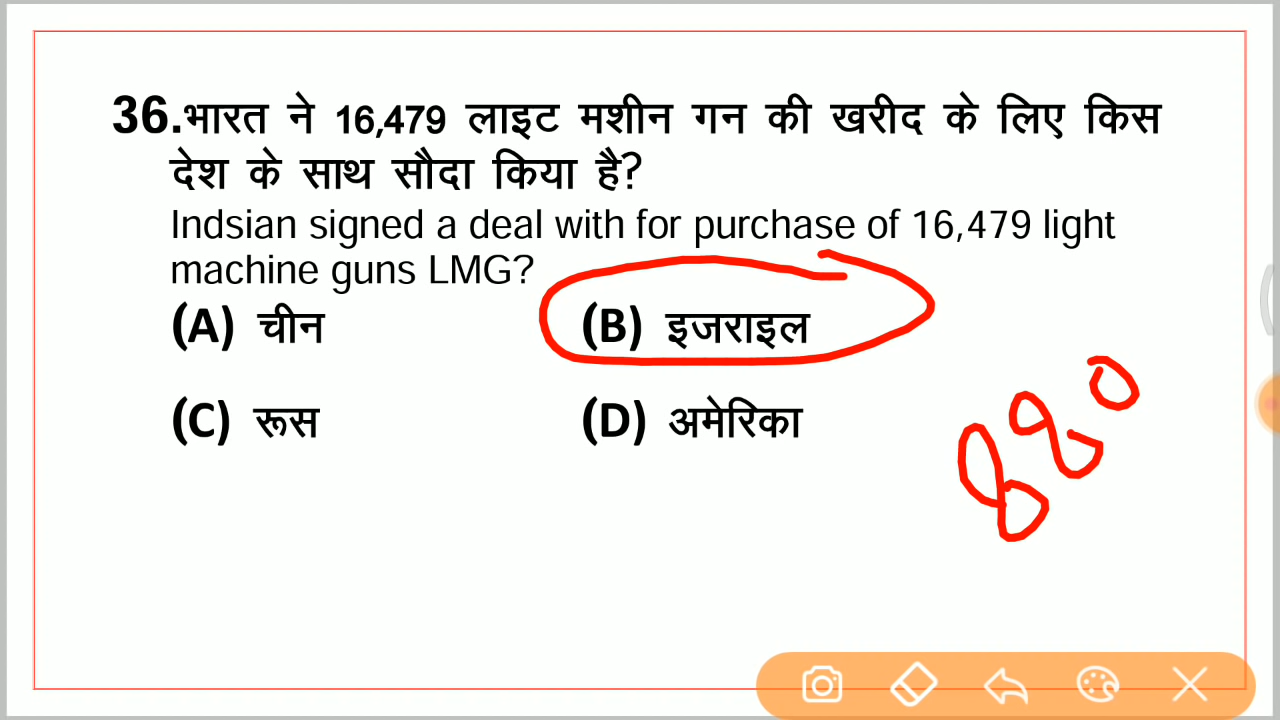 36.भारत ने 16,479 लाइट मशीन गन की खरीद के लिए किस
देश के साथ सौदा किया है?
Indsian signed a deal with for purchase of 16,479 light
machine guns LMG?
(A) चीन (B) इजराइल
(C) रूस (D) अमेरिका
880